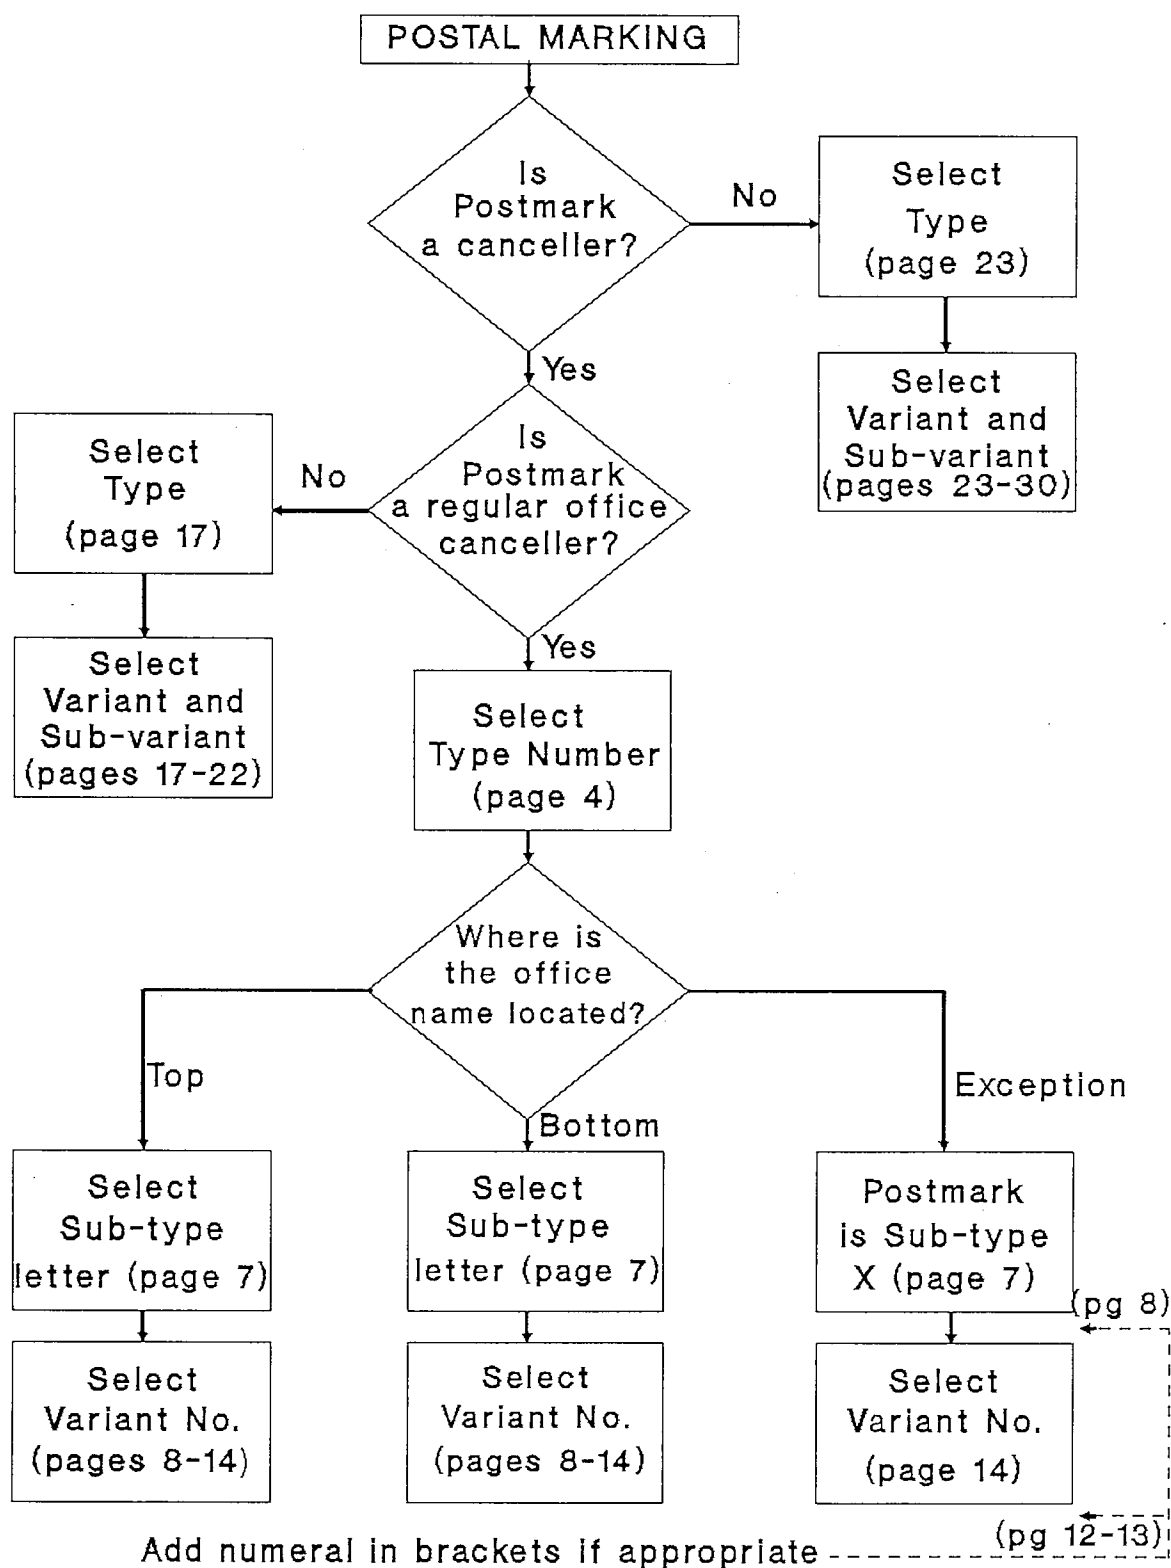 POSTAL MARKING
Is
Postmark
a canceller?
No
Select
Type
(page 23)
Yes
Select
Variant and
Sub-variant
(pages 23-30)
Is
Postmark
a regular office
canceller?
No
Select
Type
(page 17)
Select
Variant and
Sub-variant
(pages 17-22)
Yes
Select
Type Number
(page 4)
Where is
the office
name located?
Top
Bottom
Exception
Select
Sub-type
letter (page 7)
Select
Sub-type
letter (page 7)
Postmark
is Sub-type
X (page 7)
(pg 8)
Select
Variant No.
(pages 8-14)
Select
Variant No.
(pages 8-14)
Select
Variant No.
(page 14)
(pg 12-13)
Add numeral in brackets if appropriate